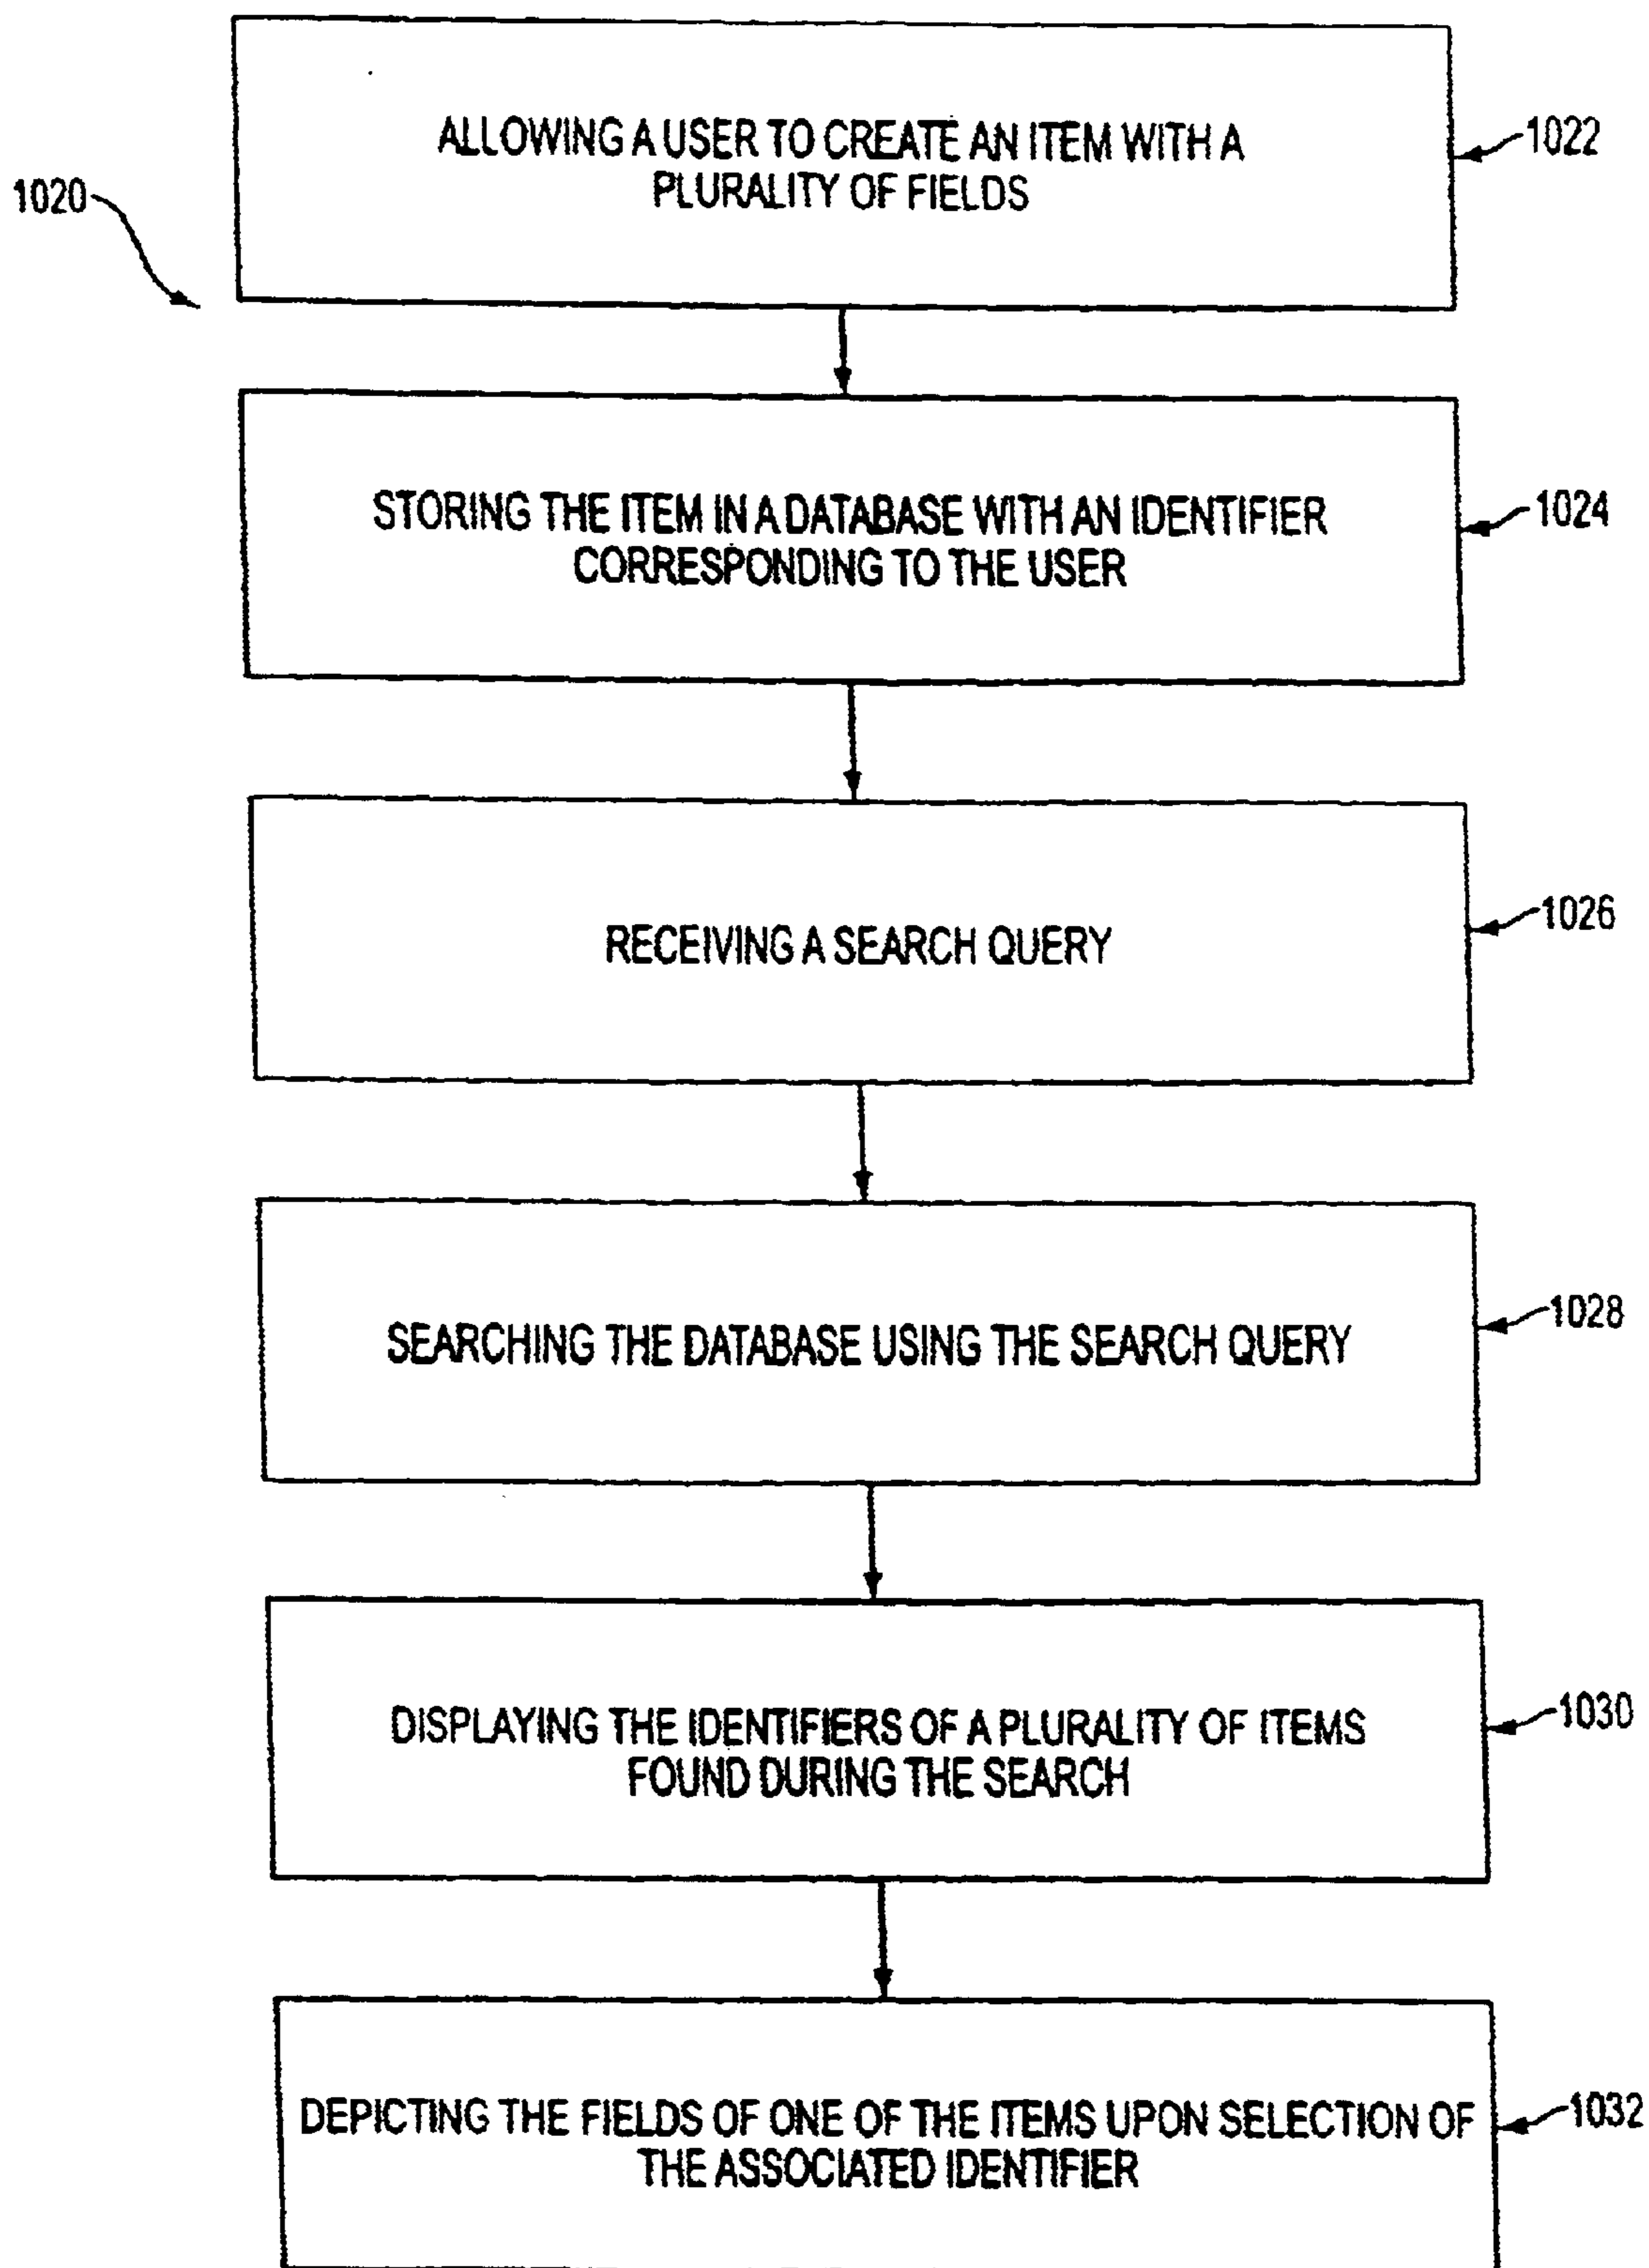 ALLOWING A USER TO CREATE AN ITEM WITH A
PLURALITY OF FIELDS
1022
1020
STORING THE ITEM IN A DATABASE WITH AN IDENTIFIER
CORRESPONDING TO THE USER
1024
RECEIVING A SEARCH QUERY
1026
SEARCHING THE DATABASE USING THE SEARCH QUERY
1028
DISPLAYING THE IDENTIFIERS OF A PLURALITY OF ITEMS
FOUND DURING THE SEARCH
1030
DEPICTING THE FIELDS OF ONE OF THE ITEMS UPON SELECTION OF
THE ASSOCIATED IDENTIFIER
1032